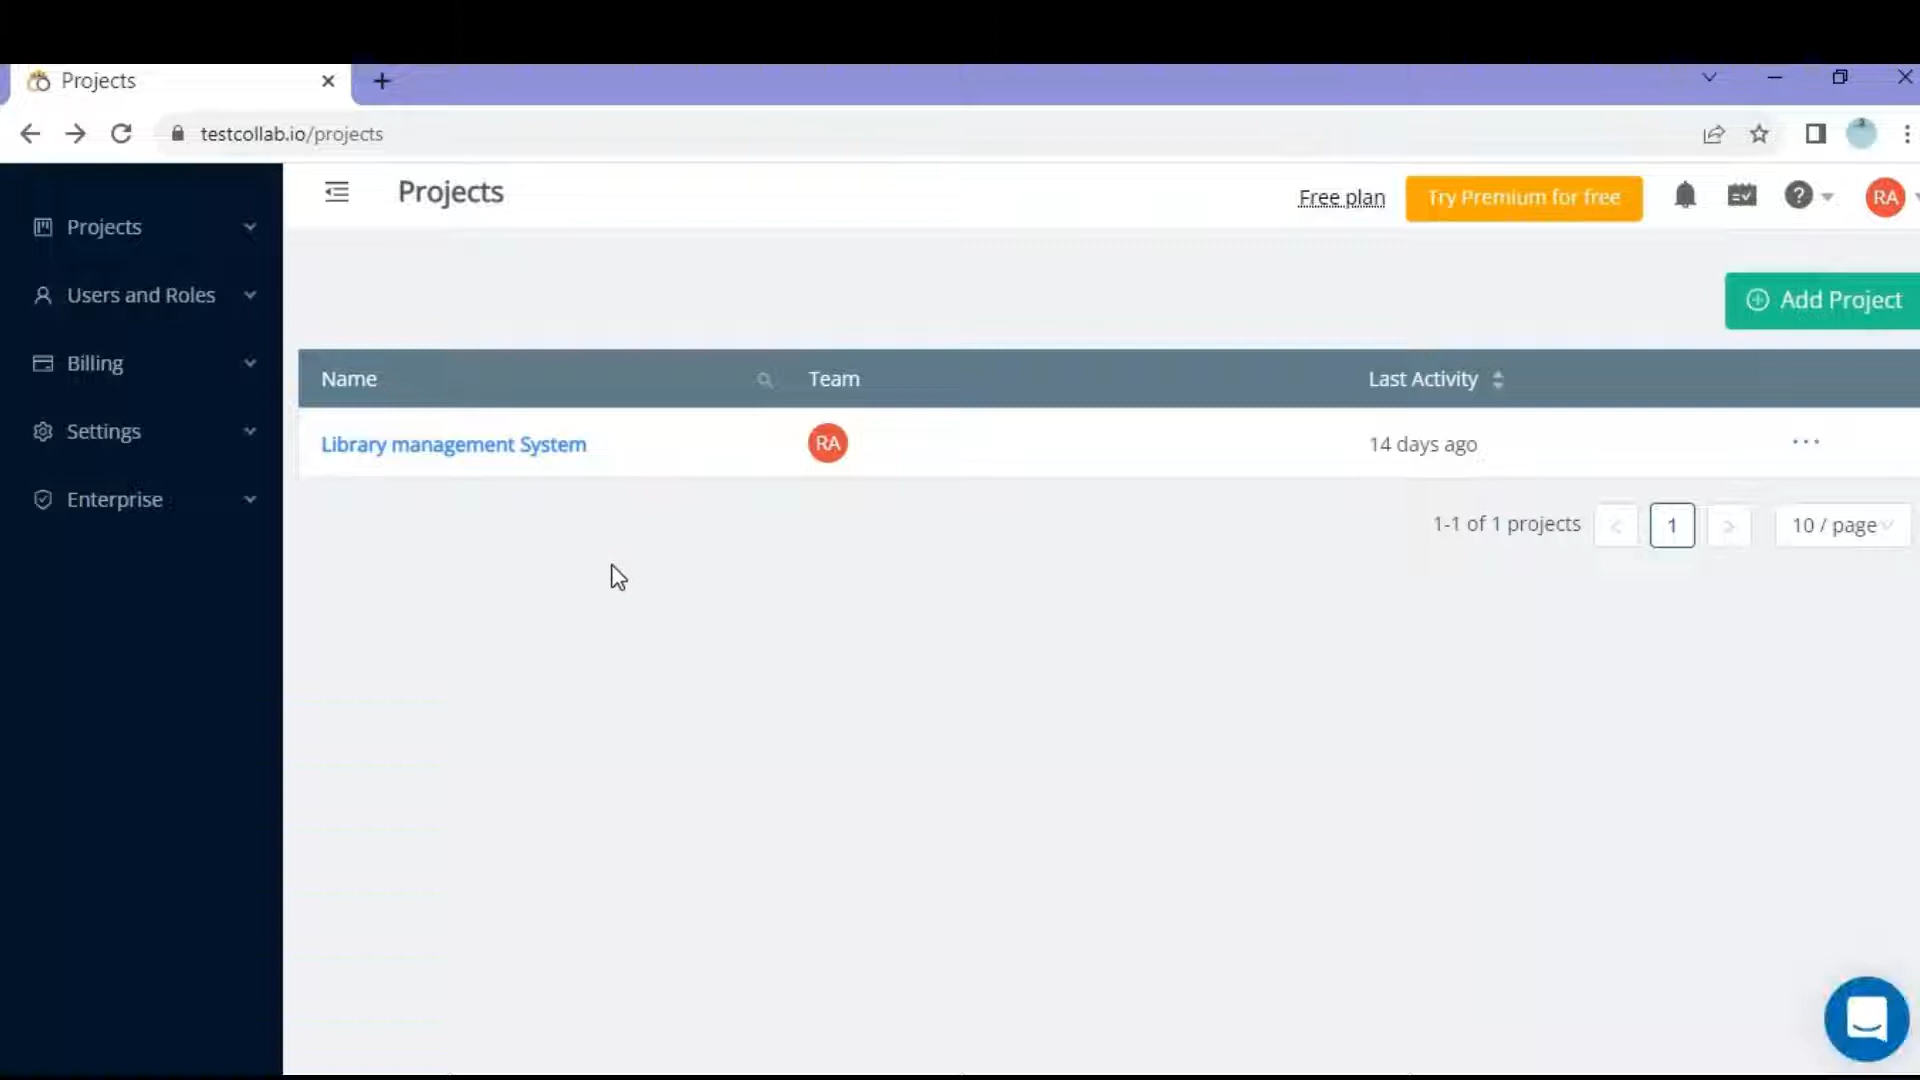 Projects
testcollab.io/projects
Projects
Free plan
Try Premium for free
RA
Projects
Users and Roles
Billing
Settings
Enterprise
Add Project
Name
Team
Last Activity
Library management System
RA
14 days ago
1-1 of 1 projects
1
10 / page